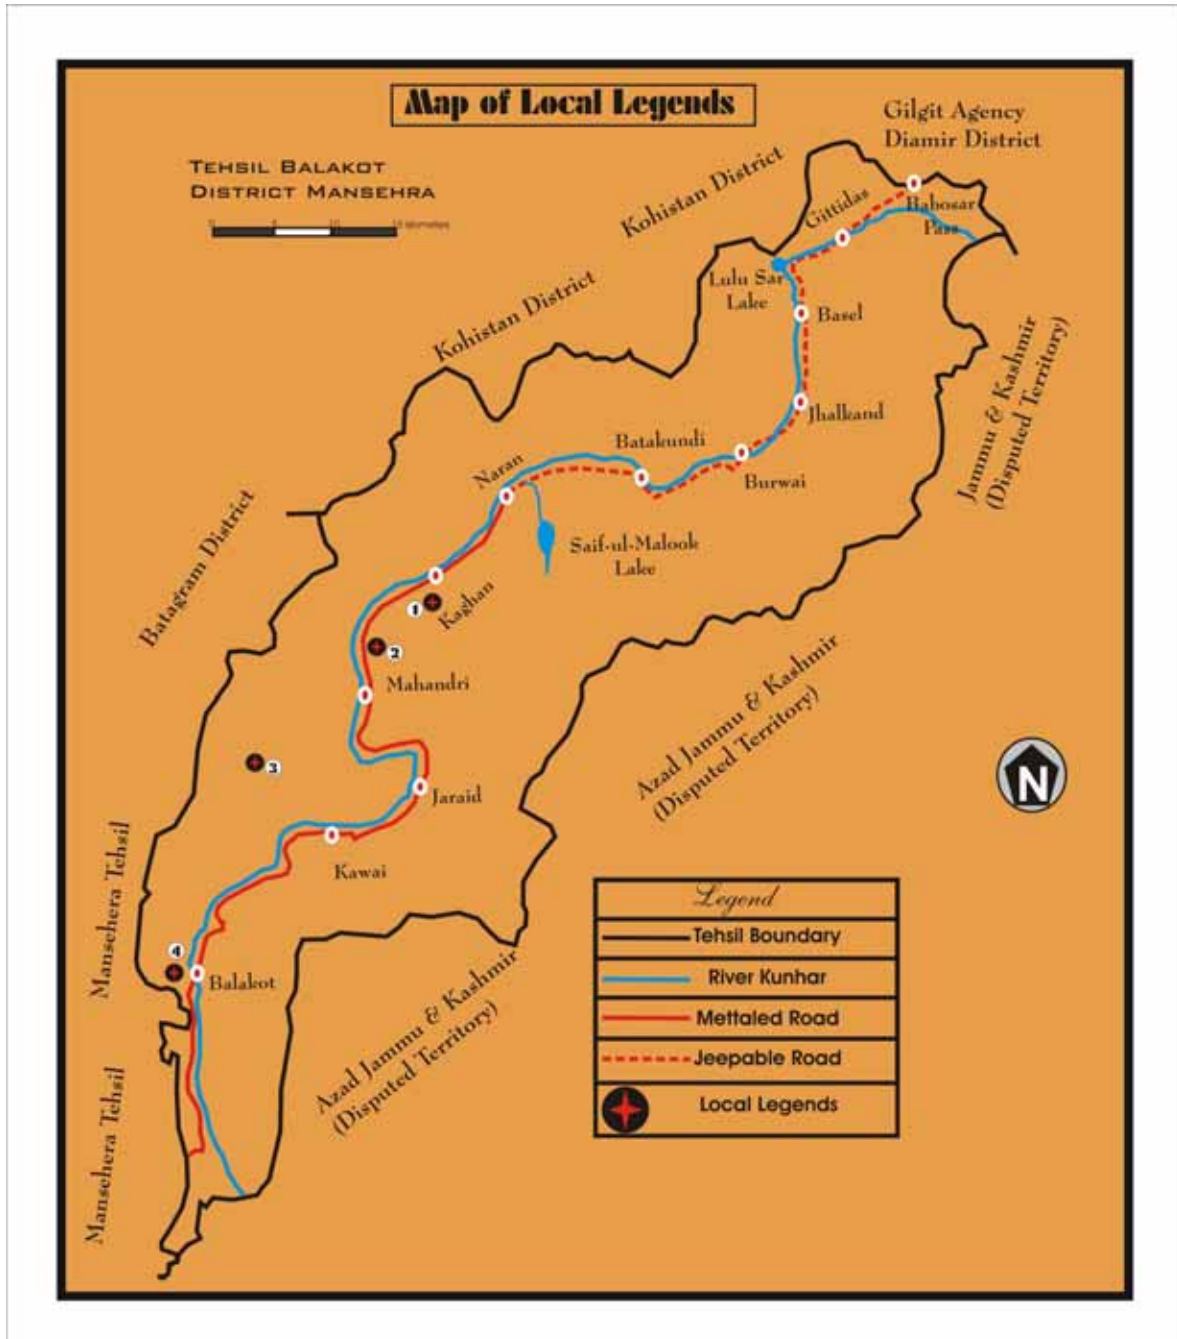 Map of Local Legends
Gilgit Agency
Diamir District
TEHSIL BALAKOT
DISTRICT MANSEHRA
Kohistan District
Gittidas
Babosar
Pass
Lulu Sar
Lake
Basel
Kohistan District
Jammu & Kashmir
(Disputed Territory)
Jhalkand
Batakundi
Burwai
Naran
Saif-ul-Malook
Lake
Batagram District
Kaghan
1
2
Mahandri
Azad Jammu & Kashmir
(Disputed Territory)
3
N
Jaraid
Kawai
Mansehera Tehsil
4
Balakot
Azad Jammu & Kashmir
(Disputed Territory)
Mansehera Tehsil
Legend
Tehsil Boundary
River Kunhar
Mettaled Road
Jeepable Road
Local Legends